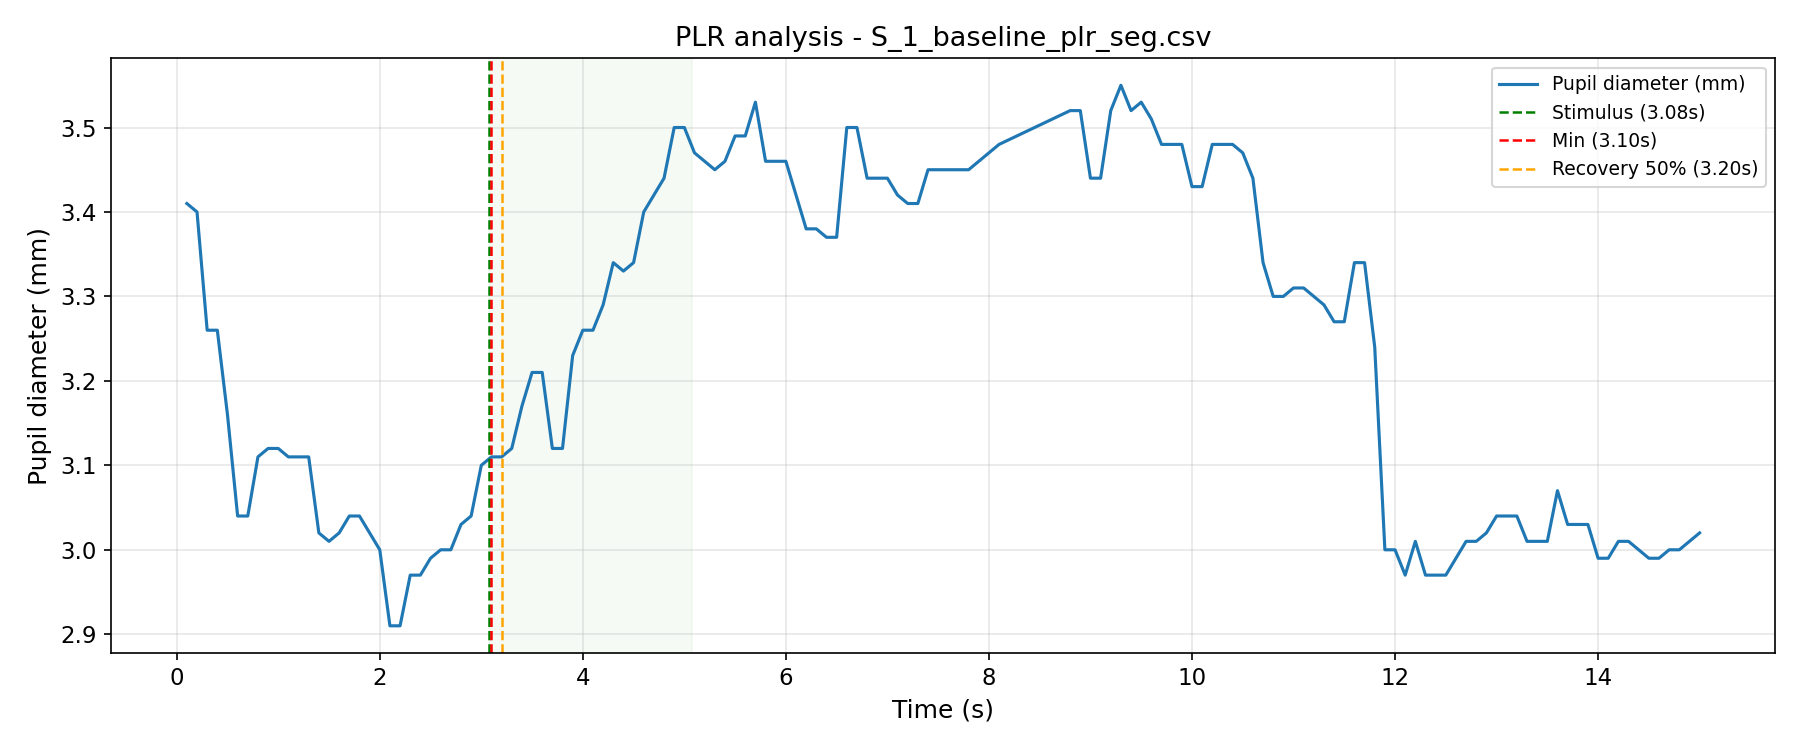 PLR analysis - S_1_baseline_plr_seg.csv
Pupil diameter (mm)
Stimulus (3.08s)
Min (3.10s)
Recovery 50% (3.20s)
3.5
3.4
3.3
3.2
3.1
3.0
2.9
Pupil diameter (mm)
0 2 4 6 8 10 12 14
Time (s)